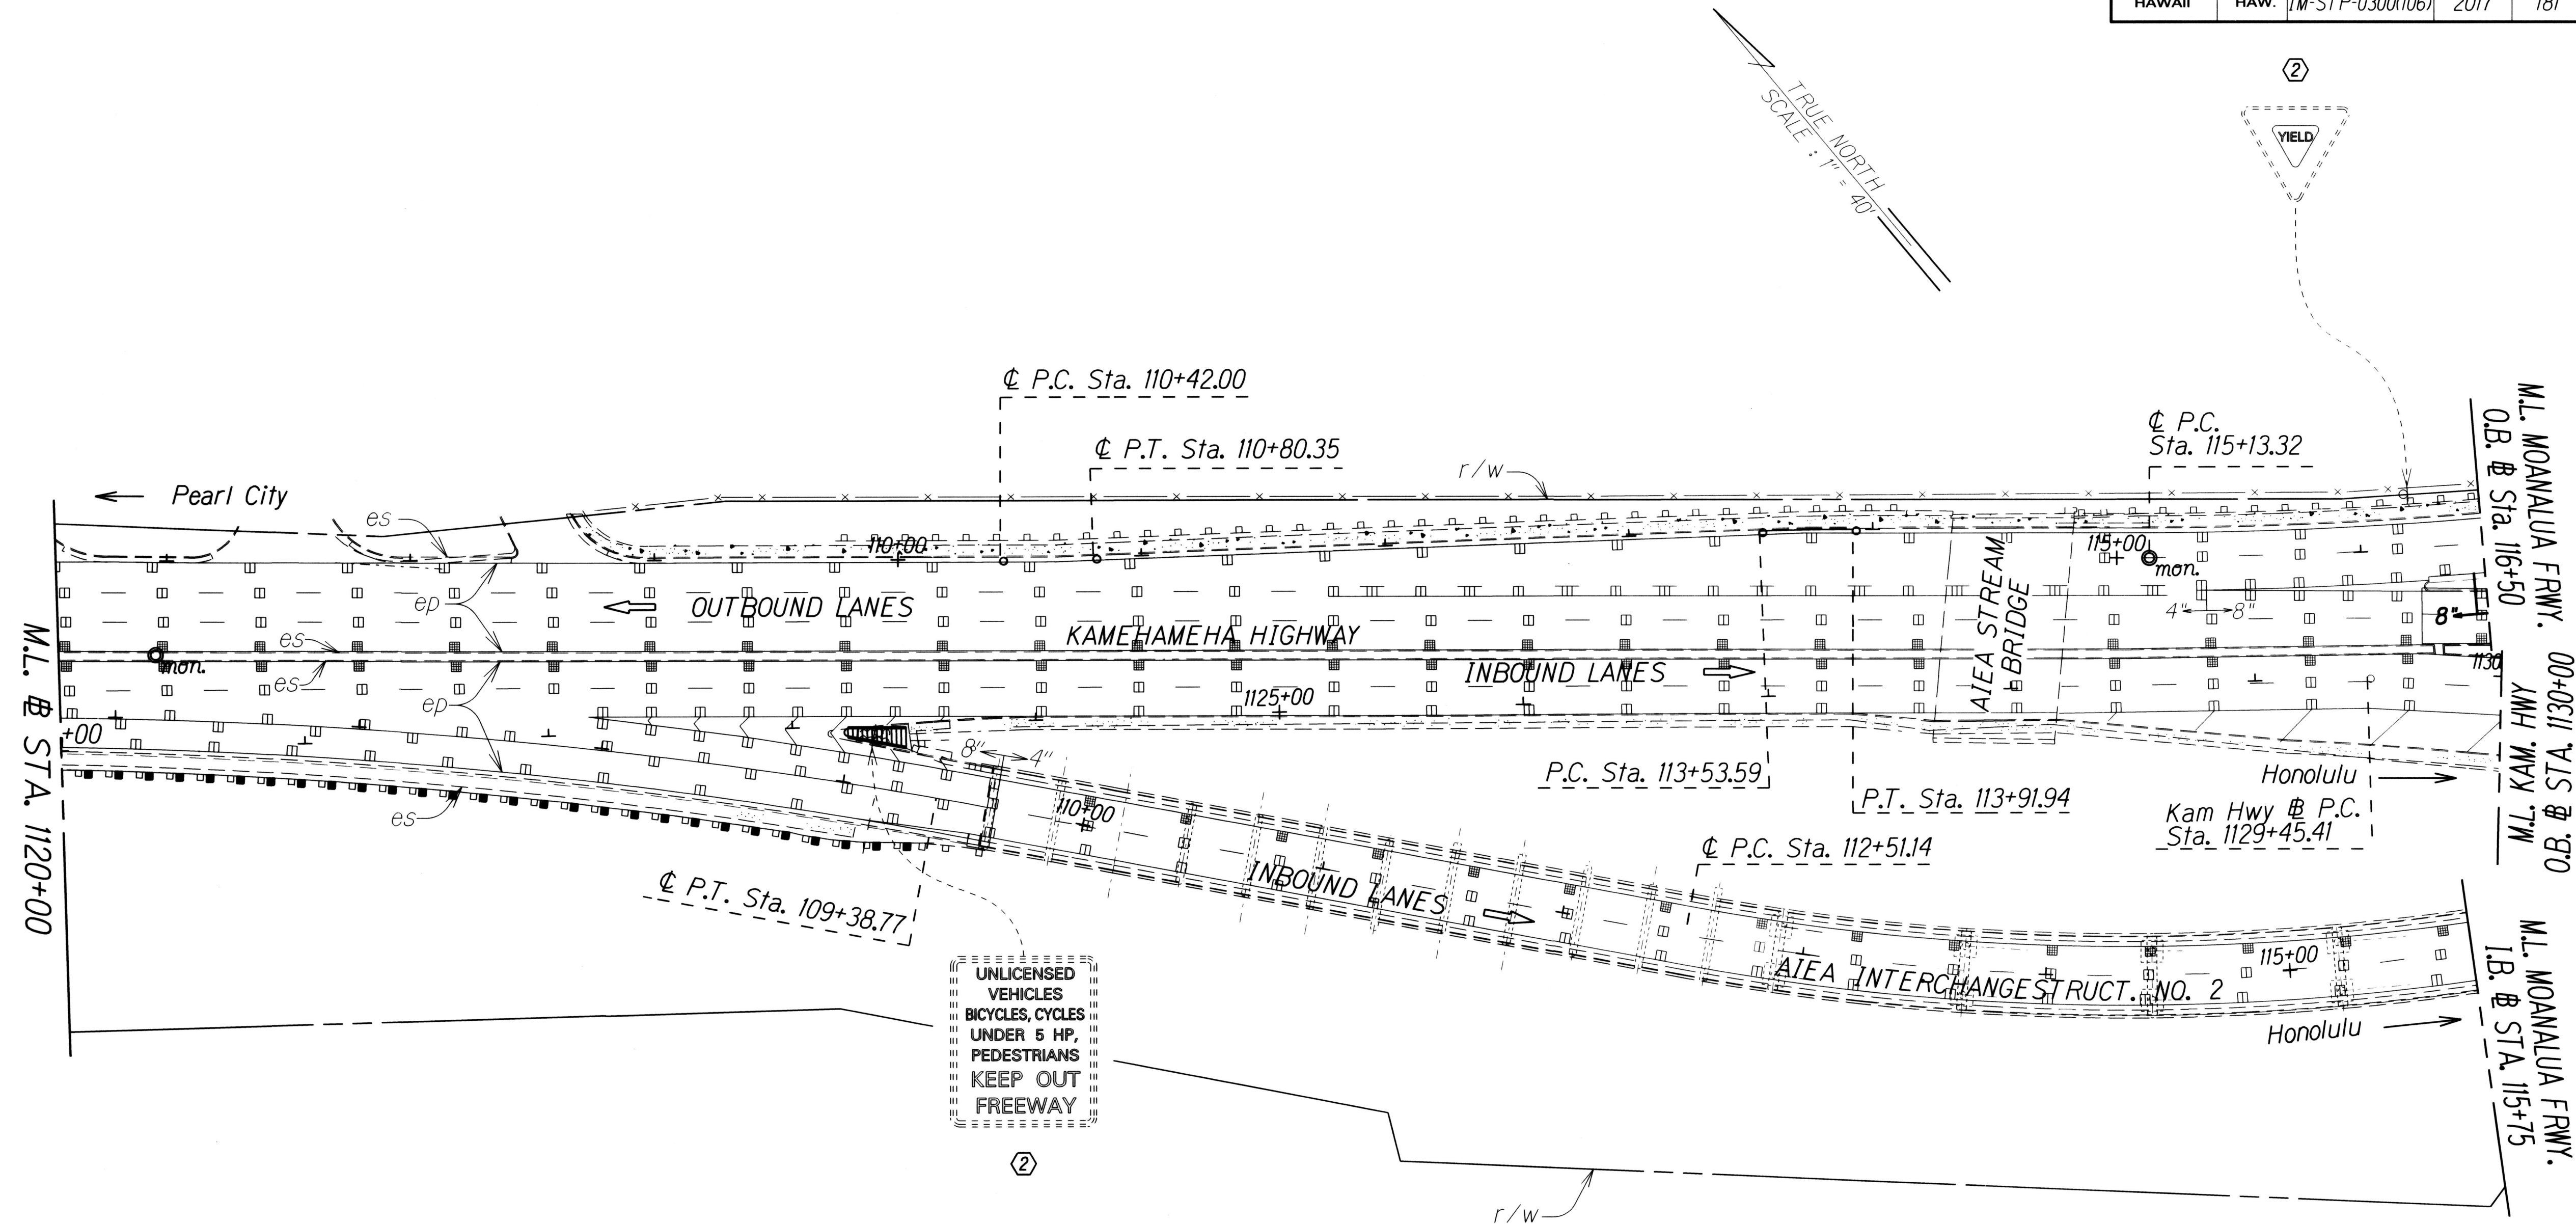 HAWAII HAW. IM-STP-0300(106) 2017 181
2
YIELD
TRUE NORTH
SCALE : 1" = 40'
℄ P.C. Sta. 110+42.00
℄ P.T. Sta. 110+80.35
r/w
℄ P.C.
Sta. 115+13.32
M.L. MOANALUA FRWY.
O.B. ⅊ Sta. 116+50
Pearl City
es
110+00
115+00
mon.
ep
OUTBOUND LANES
AIEA STREAM
BRIDGE
4" 8"
8"
KAMEHAMEHA HIGHWAY
es
mon.
es
INBOUND LANES
1130
ep
1125+00
+00
M.L. ⅊ STA. 1120+00
M.L. KAM. HWY
O.B. ⅊ STA. 1130+00
8" 4"
P.C. Sta. 113+53.59
P.T. Sta. 113+91.94
Honolulu
Kam Hwy ⅊ P.C.
Sta. 1129+45.41
es
110+00
℄ P.C. Sta. 112+51.14
℄ P.T. Sta. 109+38.77
INBOUND LANES
AIEA INTERCHANGE STRUCT. NO. 2
115+00
Honolulu
M.L. MOANALUA FRWY.
I.B. ⅊ STA. 115+75
UNLICENSED
VEHICLES
BICYCLES, CYCLES
UNDER 5 HP,
PEDESTRIANS
KEEP OUT
FREEWAY
2
r/w